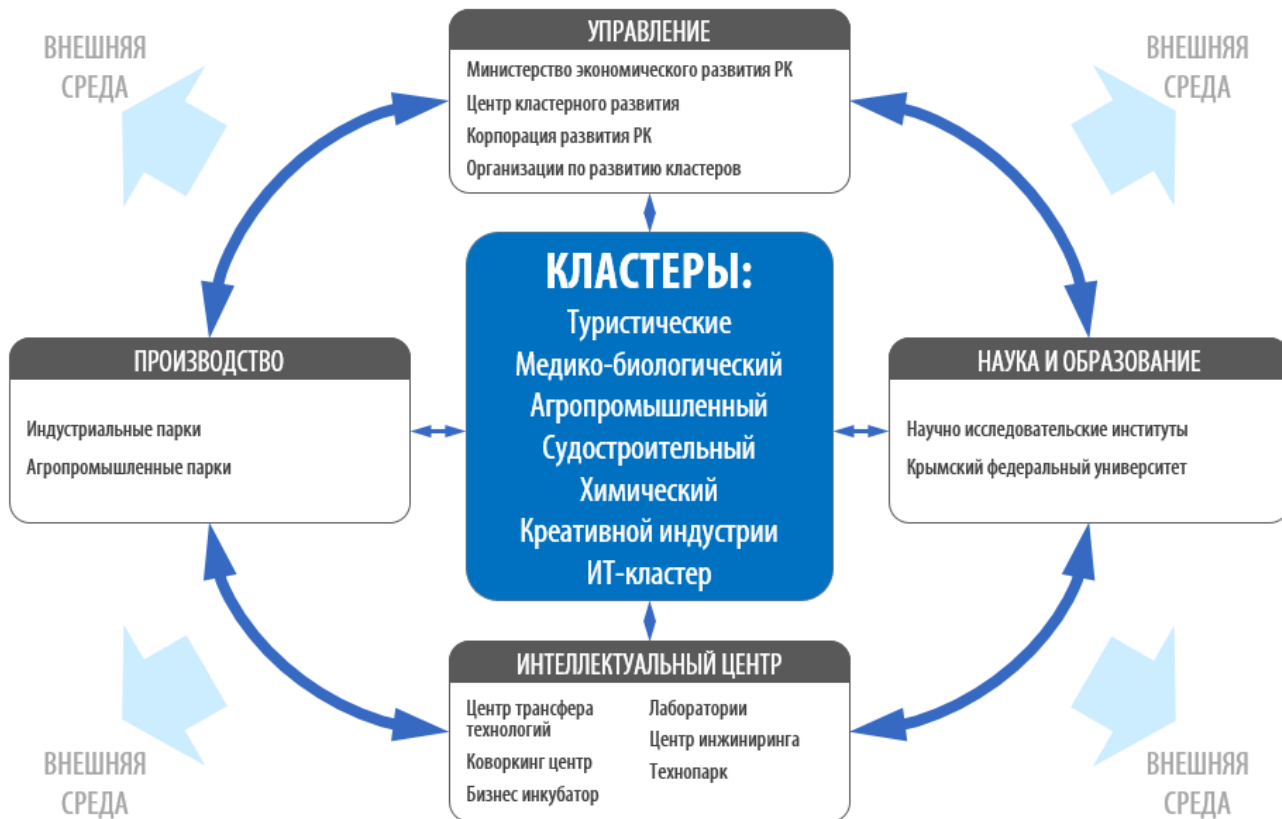 УПРАВЛЕНИЕ
Министерство экономического развития РК
Центр кластерного развития
Корпорация развития РК
Организации по развитию кластеров
ВНЕШНЯЯ
СРЕДА
ВНЕШНЯЯ
СРЕДА
КЛАСТЕРЫ:
Туристические
Медико-биологический
Агропромышленный
Судостроительный
Химический
Креативной индустрии
ИТ-кластер
ПРОИЗВОДСТВО
Индустриальные парки
Агропромышленные парки
НАУКА И ОБРАЗОВАНИЕ
Научно исследовательские институты
Крымский федеральный университет
ИНТЕЛЛЕКТУАЛЬНЫЙ ЦЕНТР
Центр трансфера
технологий
Коворкинг центр
Бизнес инкубатор
Лаборатории
Центр инжиниринга
Технопарк
ВНЕШНЯЯ
СРЕДА
ВНЕШНЯЯ
СРЕДА